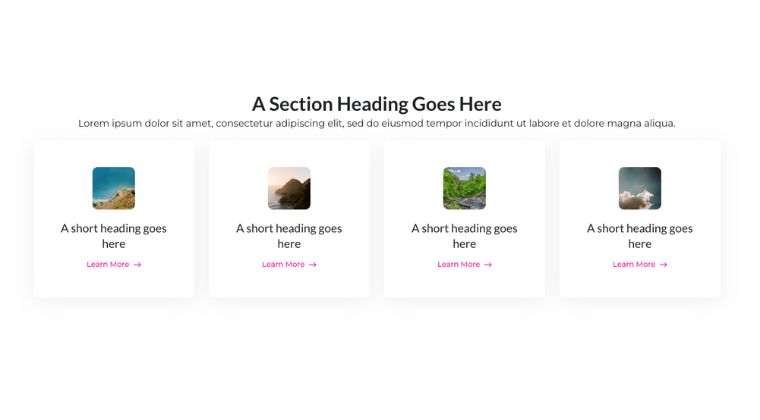 A Section Heading Goes Here
Lorem ipsum dolor sit amet, consectetur adipiscing elit, sed do eiusmod tempor incididunt ut labore et dolore magna aliqua.
A short heading goes
here
Learn More →
A short heading goes
here
Learn More →
A short heading goes
here
Learn More →
A short heading goes
here
Learn More →